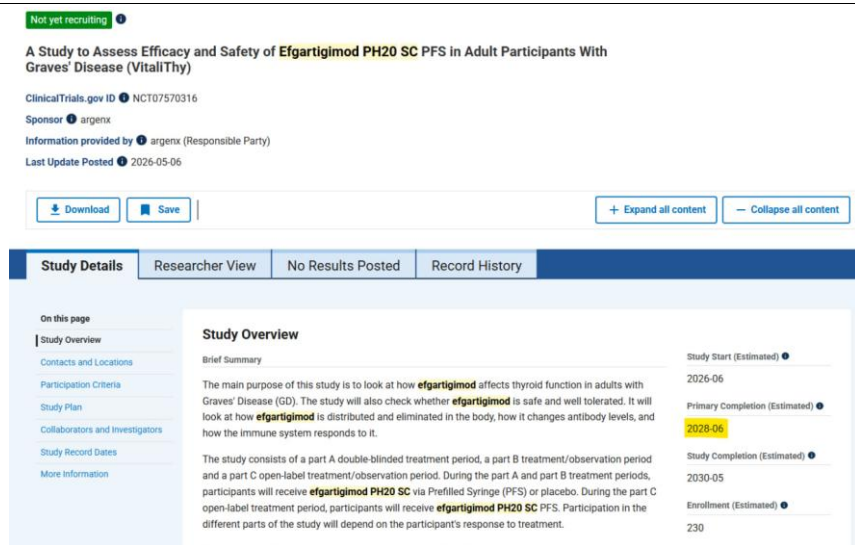 Not yet recruiting
A Study to Assess Efficacy and Safety of Efgartigimod PH20 SC PFS in Adult Participants With
Graves' Disease (VitaliThy)
ClinicalTrials.gov ID NCT07570316
Sponsor argenx
Information provided by argenx (Responsible Party)
Last Update Posted 2026-05-06
Download
Save
+ Expand all content
— Collapse all content
Study Details
Researcher View
No Results Posted
Record History
On this page
Study Overview
Contacts and Locations
Participation Criteria
Study Plan
Collaborators and Investigators
Study Record Dates
More Information
Study Overview
Brief Summary
The main purpose of this study is to look at how efgartigimod affects thyroid function in adults with
Graves' Disease (GD). The study will also check whether efgartigimod is safe and well tolerated. It will
look at how efgartigimod is distributed and eliminated in the body, how it changes antibody levels, and
how the immune system responds to it.
The study consists of a part A double-blinded treatment period, a part B treatment/observation period
and a part C open-label treatment/observation period. During the part A and part B treatment periods,
participants will receive efgartigimod PH20 SC via Prefilled Syringe (PFS) or placebo. During the part C
open-label treatment period, participants will receive efgartigimod PH20 SC PFS. Participation in the
different parts of the study will depend on the participant's response to treatment.
Study Start (Estimated)
2026-06
Primary Completion (Estimated)
2028-06
Study Completion (Estimated)
2030-05
Enrollment (Estimated)
230